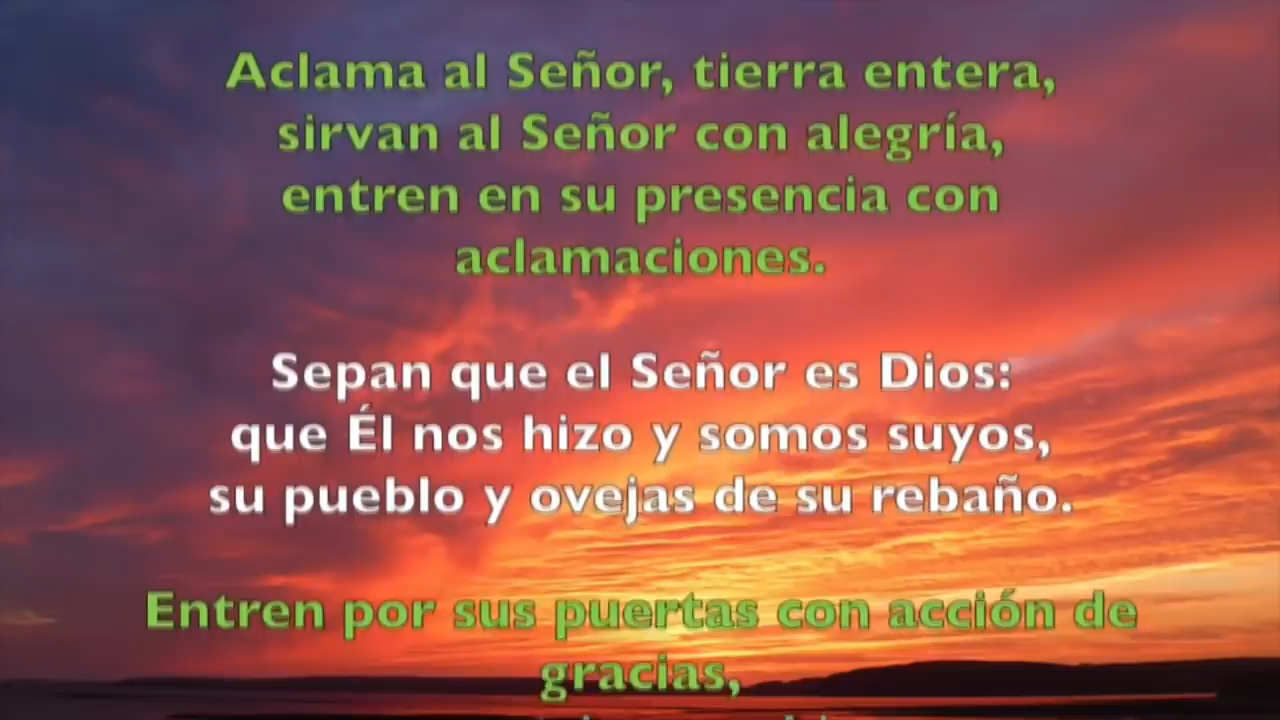 Aclama al Señor, tierra entera,
sirvan al Señor con alegría,
entren en su presencia con
aclamaciones.
Sepan que el Señor es Dios:
que Él nos hizo y somos suyos,
su pueblo y ovejas de su rebaño.
Entren por sus puertas con acción de
gracias,